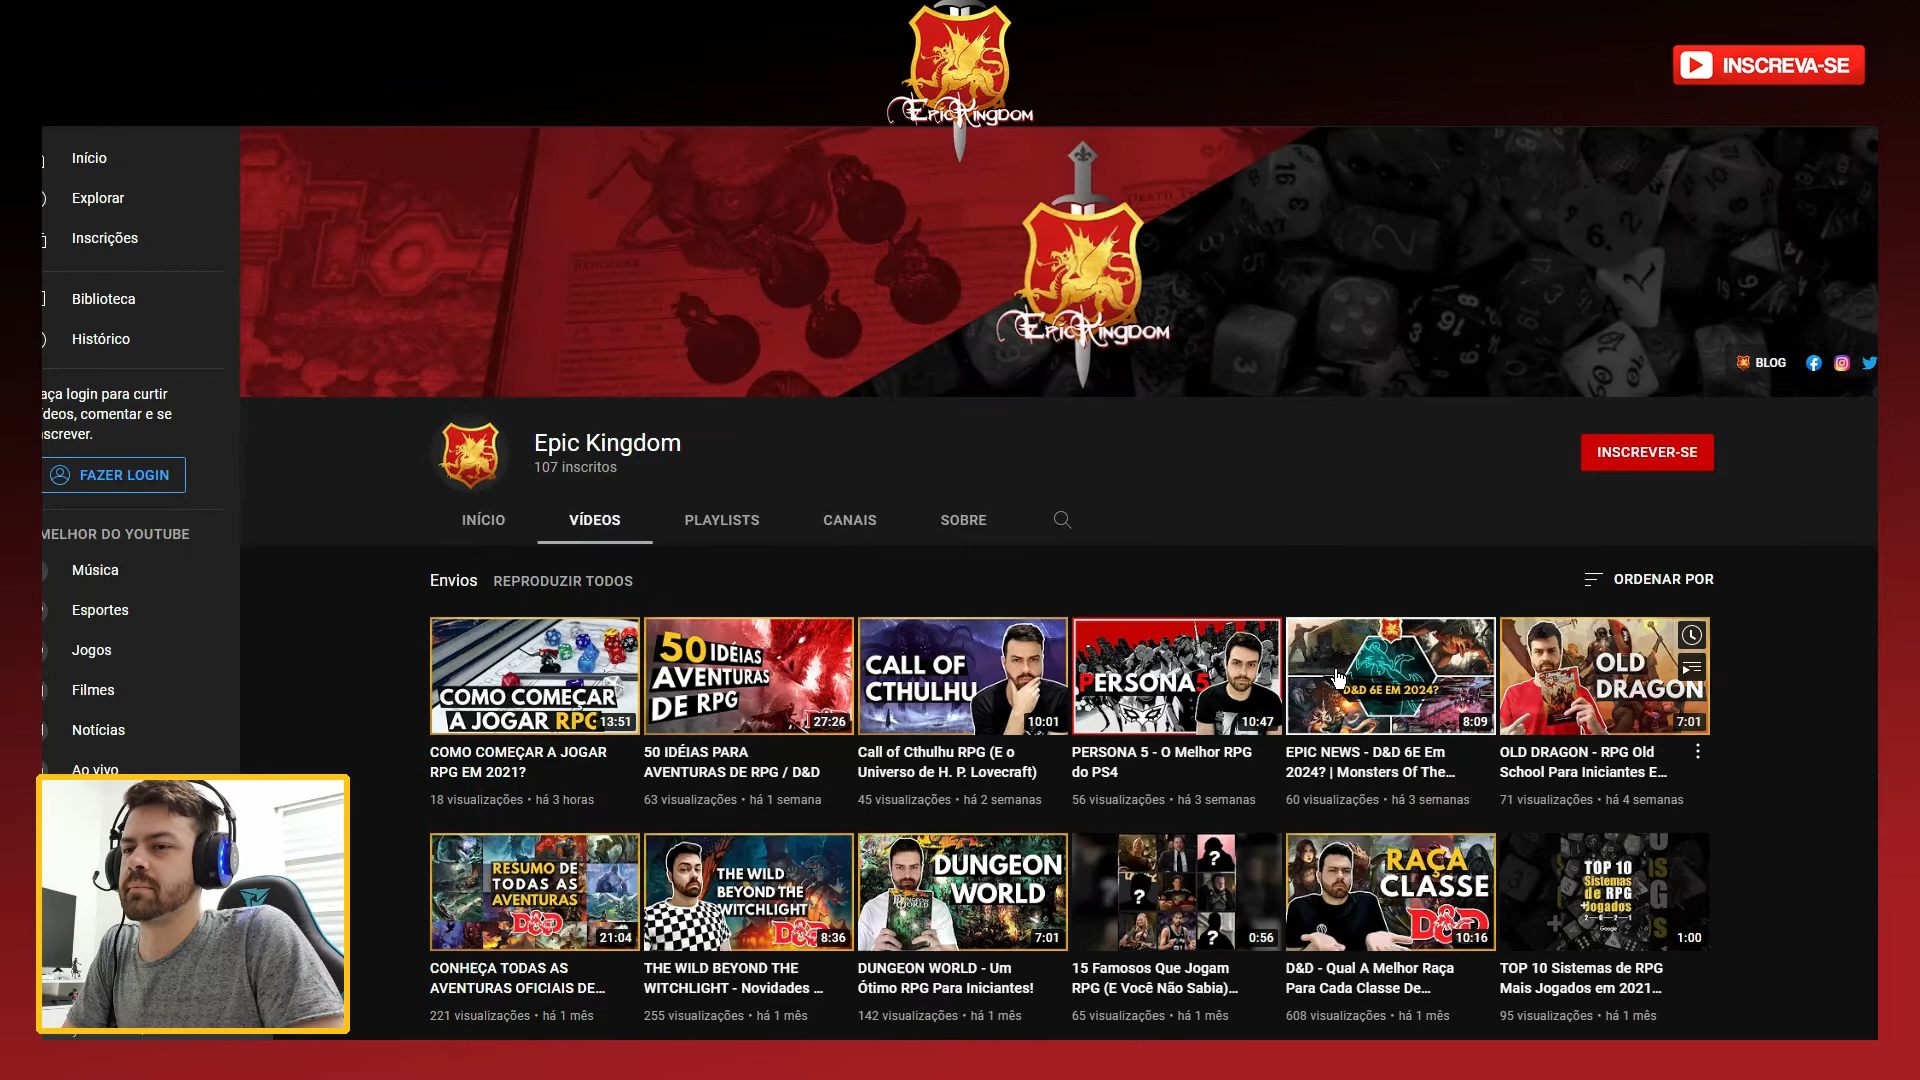 EpicKingdom
INSCREVA-SE
Início
Explorar
Inscrições
Biblioteca
Histórico
EpicKingdom
BLOG
aça login para curtir
ídeos, comentar e se
nscrever.
FAZER LOGIN
Epic Kingdom
107 inscritos
INSCREVER-SE
INÍCIO
VÍDEOS
PLAYLISTS
CANAIS
SOBRE
MELHOR DO YOUTUBE
Música
Esportes
Jogos
Filmes
Notícias
Ao vivo
Envios
REPRODUZIR TODOS
ORDENAR POR
COMO COMEÇAR
A JOGAR RPG
13:51
50 IDÉIAS
AVENTURAS
DE RPG
27:26
CALL OF
CTHULHU
10:01
PERSONA5
10:47
D&D 6E EM 2024?
8:09
OLD
DRAGON
7:01
COMO COMEÇAR A JOGAR
RPG EM 2021?
18 visualizações • há 3 horas
50 IDÉIAS PARA
AVENTURAS DE RPG / D&D
63 visualizações • há 1 semana
Call of Cthulhu RPG (E o
Universo de H. P. Lovecraft)
45 visualizações • há 2 semanas
PERSONA 5 - O Melhor RPG
do PS4
56 visualizações • há 3 semanas
EPIC NEWS - D&D 6E Em
2024? | Monsters Of The...
60 visualizações • há 3 semanas
OLD DRAGON - RPG Old
School Para Iniciantes E...
71 visualizações • há 4 semanas
RESUMO DE
TODAS AS
AVENTURAS
D&D
21:04
THE WILD
BEYOND THE
WITCHLIGHT
D&D
8:36
DUNGEON
WORLD
7:01
?
?
?
0:56
RAÇA
CLASSE
D&D
10:16
TOP 10
Sistemas
de RPG
+Jogados
2-0-2-1
Google
1:00
CONHEÇA TODAS AS
AVENTURAS OFICIAIS DE...
221 visualizações • há 1 mês
THE WILD BEYOND THE
WITCHLIGHT - Novidades ...
255 visualizações • há 1 mês
DUNGEON WORLD - Um
Ótimo RPG Para Iniciantes!
142 visualizações • há 1 mês
15 Famosos Que Jogam
RPG (E Você Não Sabia)...
65 visualizações • há 1 mês
D&D - Qual A Melhor Raça
Para Cada Classe De...
608 visualizações • há 1 mês
TOP 10 Sistemas de RPG
Mais Jogados em 2021...
95 visualizações • há 1 mês